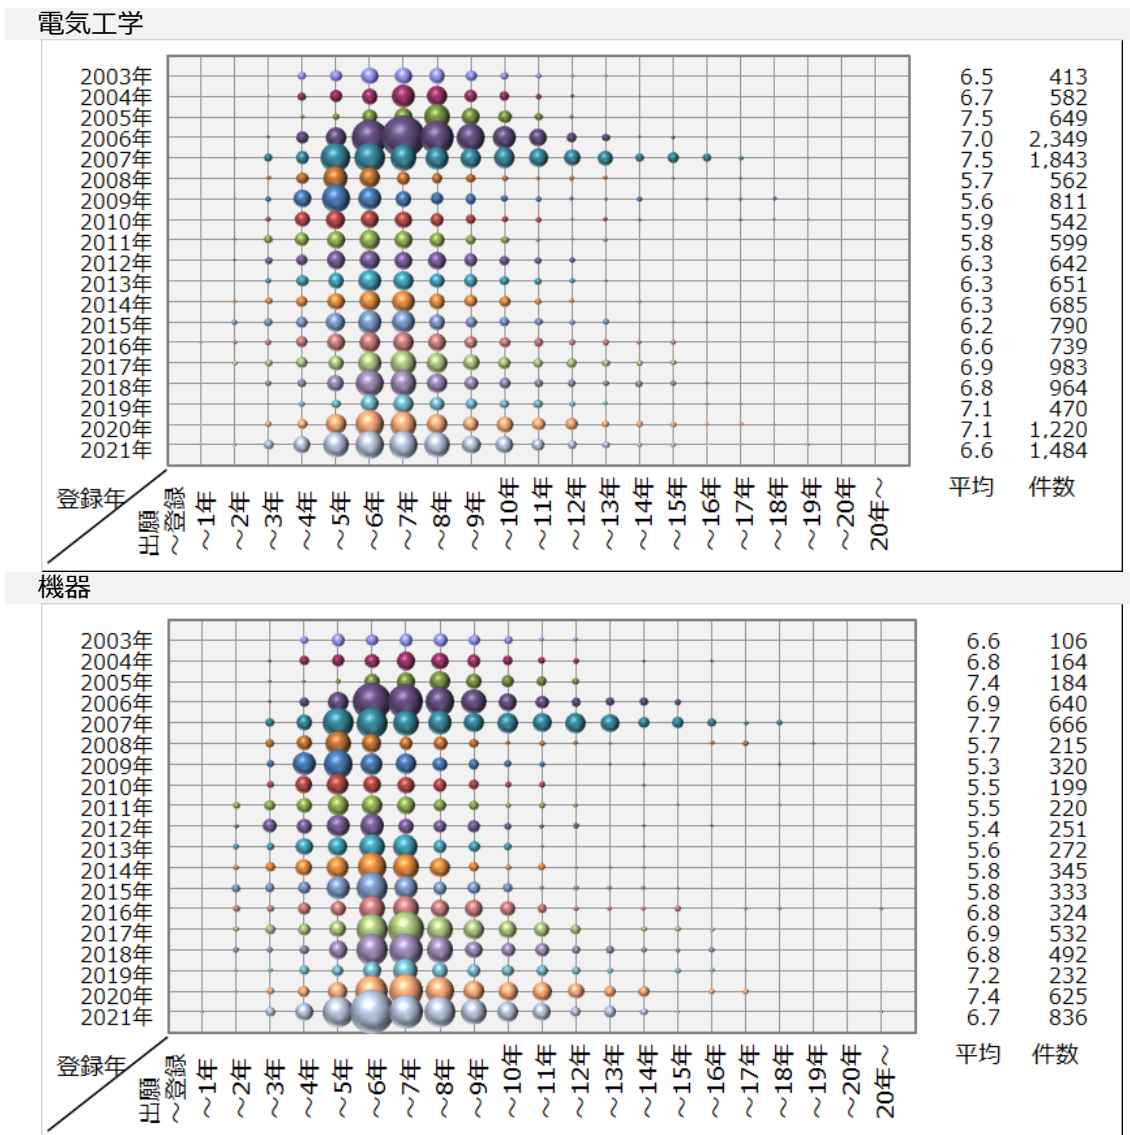 電気工学
2003年 6.5 413
2004年 6.7 582
2005年 7.5 649
2006年 7.0 2,349
2007年 7.5 1,843
2008年 5.7 562
2009年 5.6 811
2010年 5.9 542
2011年 5.8 599
2012年 6.3 642
2013年 6.3 651
2014年 6.3 685
2015年 6.2 790
2016年 6.6 739
2017年 6.9 983
2018年 6.8 964
2019年 7.1 470
2020年 7.1 1,220
2021年 6.6 1,484
登録年 出願～登録 ～1年 ～2年 ～3年 ～4年 ～5年 ～6年 ～7年 ～8年 ～9年 ～10年 ～11年 ～12年 ～13年 ～14年 ～15年 ～16年 ～17年 ～18年 ～19年 ～20年 20年～ 平均 件数
機器
2003年 6.6 106
2004年 6.8 164
2005年 7.4 184
2006年 6.9 640
2007年 7.7 666
2008年 5.7 215
2009年 5.3 320
2010年 5.5 199
2011年 5.5 220
2012年 5.4 251
2013年 5.6 272
2014年 5.8 345
2015年 5.8 333
2016年 6.8 324
2017年 6.9 532
2018年 6.8 492
2019年 7.2 232
2020年 7.4 625
2021年 6.7 836
登録年 出願～登録 ～1年 ～2年 ～3年 ～4年 ～5年 ～6年 ～7年 ～8年 ～9年 ～10年 ～11年 ～12年 ～13年 ～14年 ～15年 ～16年 ～17年 ～18年 ～19年 ～20年 20年～ 平均 件数